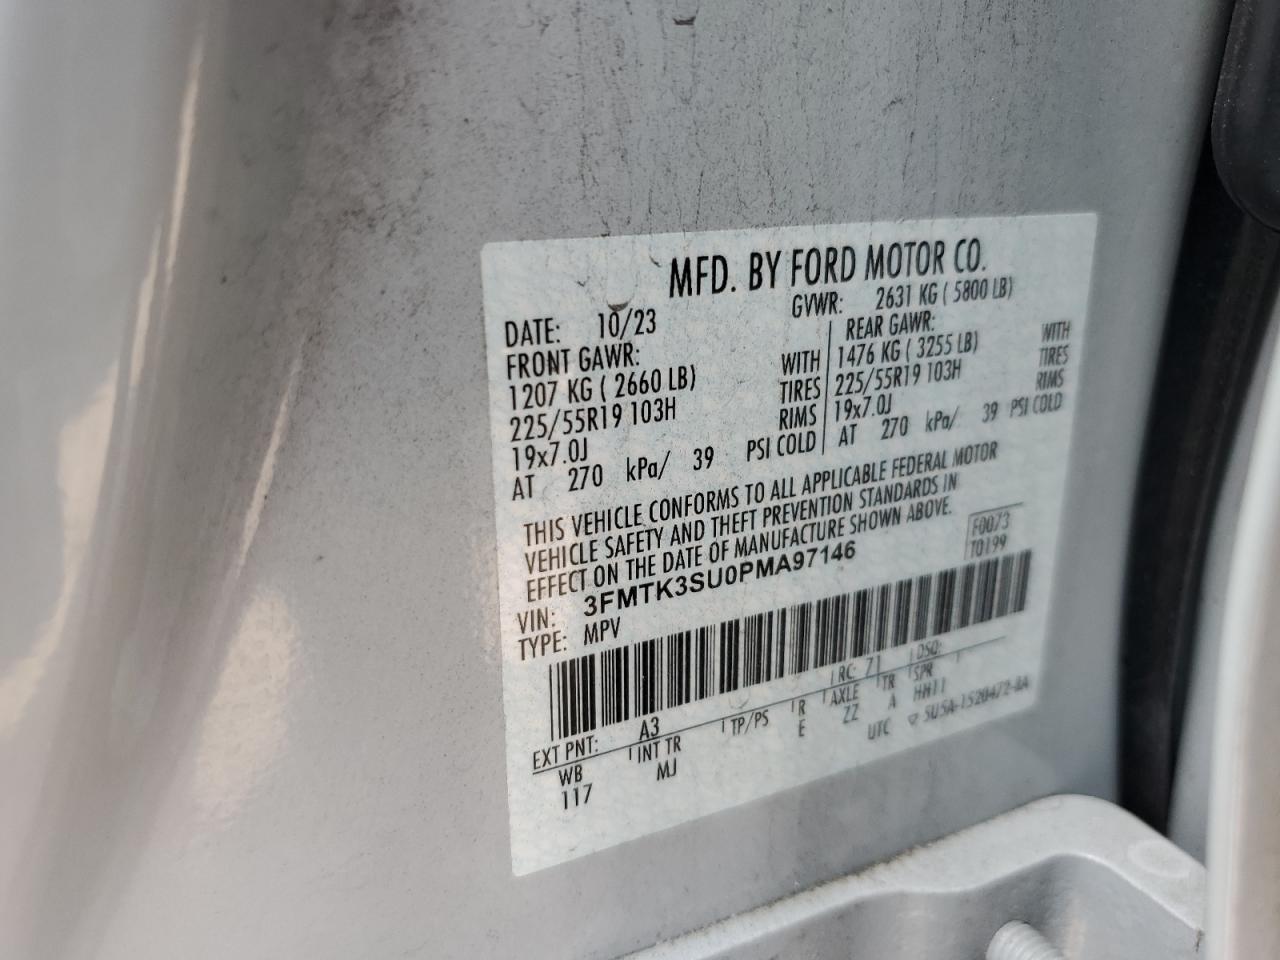 MFD. BY FORD MOTOR CO.
DATE: 10/23 GVWR: 2631 KG ( 5800 LB)
FRONT GAWR: REAR GAWR:
1207 KG ( 2660 LB) WITH 1476 KG ( 3255 LB) WITH
225/55R19 103H TIRES 225/55R19 103H TIRES
19x7.0J RIMS 19x7.0J RIMS
AT 270 kPa/ 39 PSI COLD AT 270 kPa/ 39 PSI COLD
THIS VEHICLE CONFORMS TO ALL APPLICABLE FEDERAL MOTOR
VEHICLE SAFETY AND THEFT PREVENTION STANDARDS IN
EFFECT ON THE DATE OF MANUFACTURE SHOWN ABOVE.
F0073
T0199
VIN: 3FMTK3SU0PMA97146
TYPE: MPV
EXT PNT: A3 RC: 71 DSO:
WB INT TR TP/PS R AXLE TR SPR
117 MJ E ZZ A HH11
UTC ▽ 5U5A-1520472-AA